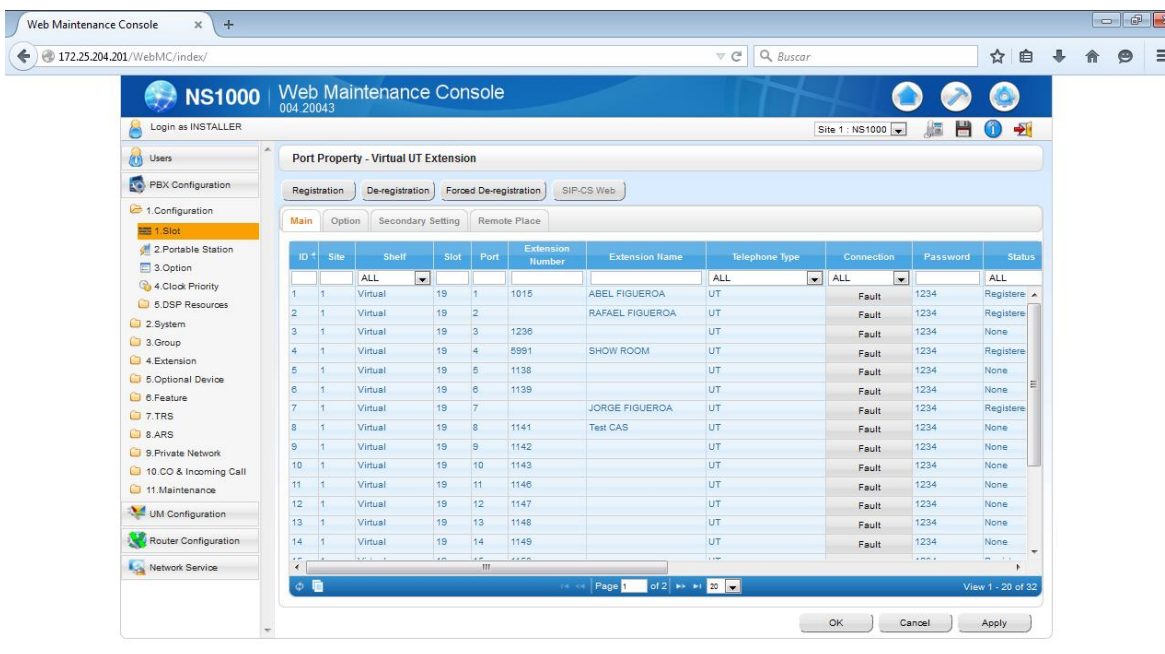 Web Maintenance Console
172.25.204.201/WebMC/index/
Buscar
NS1000 Web Maintenance Console
004.20043
Login as INSTALLER
Site 1 : NS1000
Users
PBX Configuration
1.Configuration
1.Slot
2.Portable Station
3.Option
4.Clock Priority
5.DSP Resources
2.System
3.Group
4.Extension
5.Optional Device
6.Feature
7.TRS
8.ARS
9.Private Network
10.CO & Incoming Call
11.Maintenance
UM Configuration
Router Configuration
Network Service
Port Property - Virtual UT Extension
Registration De-registration Forced De-registration SIP-CS Web
Main Option Secondary Setting Remote Place
ID Site Shelf Slot Port Extension Number Extension Name Telephone Type Connection Password Status
ALL ALL ALL ALL
1 1 Virtual 19 1 1015 ABEL FIGUEROA UT Fault 1234 Registere
2 1 Virtual 19 2 RAFAEL FIGUEROA UT Fault 1234 Registere
3 1 Virtual 19 3 1236 UT Fault 1234 None
4 1 Virtual 19 4 5991 SHOW ROOM UT Fault 1234 Registere
5 1 Virtual 19 5 1138 UT Fault 1234 None
6 1 Virtual 19 6 1139 UT Fault 1234 None
7 1 Virtual 19 7 JORGE FIGUEROA UT Fault 1234 Registere
8 1 Virtual 19 8 1141 Test CAS UT Fault 1234 None
9 1 Virtual 19 9 1142 UT Fault 1234 None
10 1 Virtual 19 10 1143 UT Fault 1234 None
11 1 Virtual 19 11 1146 UT Fault 1234 None
12 1 Virtual 19 12 1147 UT Fault 1234 None
13 1 Virtual 19 13 1148 UT Fault 1234 None
14 1 Virtual 19 14 1149 UT Fault 1234 None
Page 1 of 2 20 View 1 - 20 of 32
OK Cancel Apply